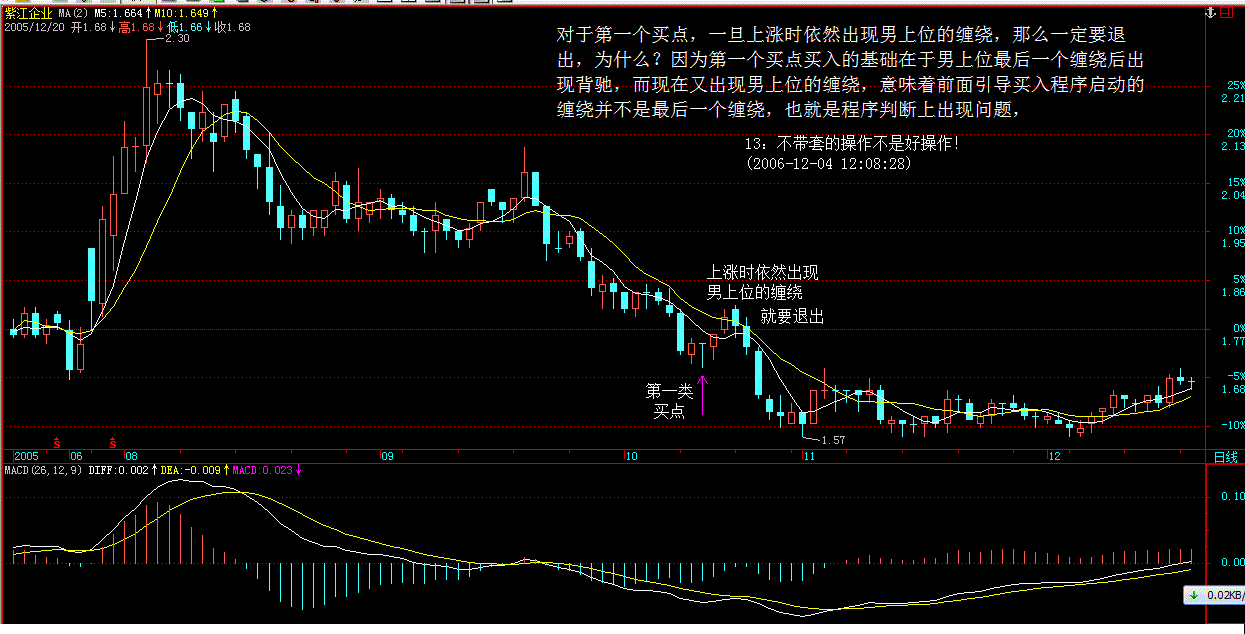 紫江企业 MA(2) M5:1.664↑M10:1.649↑
2005/12/20 开1.68↓高1.68↓低1.66↓收1.68
2.30
对于第一个买点，一旦上涨时依然出现男上位的缠绕，那么一定要退
出，为什么？因为第一个买点买入的基础在于男上位最后一个缠绕后出
现背驰，而现在又出现男上位的缠绕，意味着前面引导买入程序启动的
缠绕并不是最后一个缠绕，也就是程序判断上出现问题，
13：不带套的操作不是好操作！
(2006-12-04 12:08:28)
25%
2.21
20%
2.13
15%
2.04
10%
1.95
5%
1.86
0%
1.77
-5%
1.68
-10%
上涨时依然出现
男上位的缠绕
就要退出
第一类
买点
1.57
2005 06 08 09 10 11 12 日线
MACD(26,12,9) DIFF:0.002↑DEA:-0.009↑MACD:0.023↓
0.10
0.00
0.02KB/